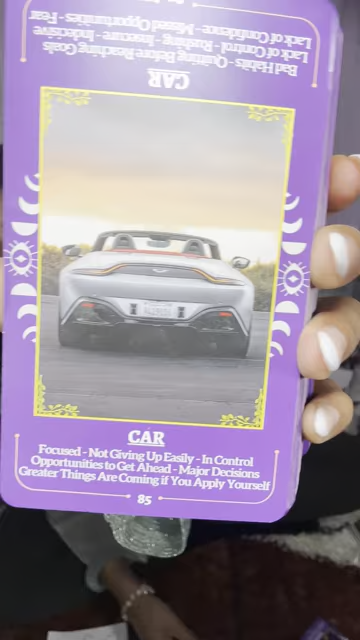 Lack of Confidence - Missed Opportunities
Lack of Control - Rushing - Insecure - Indecisive - Fear
Bad Habits - Quitting Before Reaching Goals
CAR
CAR
Focused - Not Giving Up Easily - In Control
Opportunities to Get Ahead - Major Decisions
Greater Things Are Coming if You Apply Yourself
85